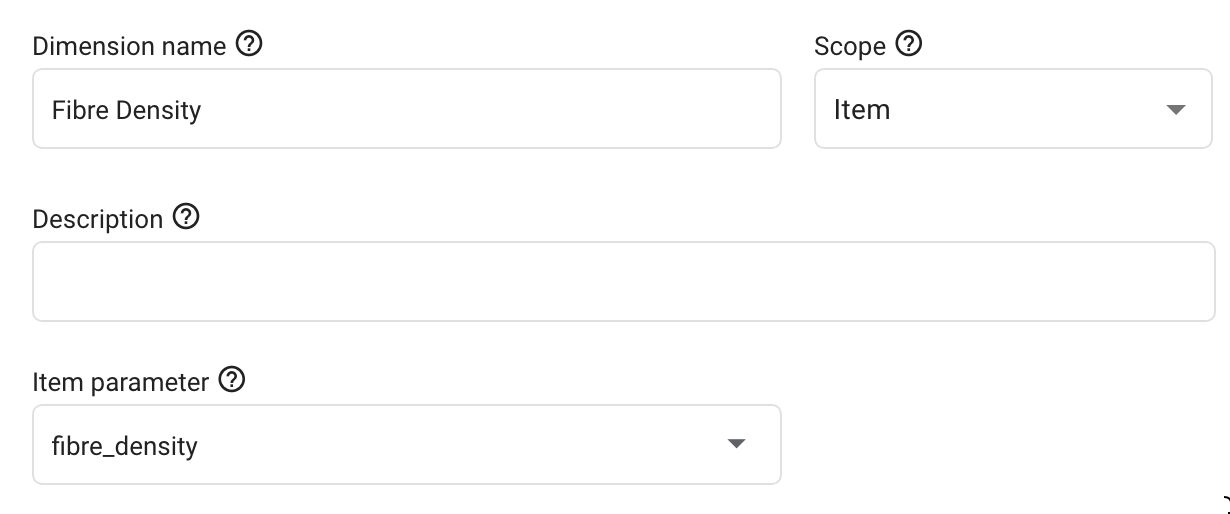 Dimension name
Scope
Fibre Density
Item
Description
Item parameter
fibre_density